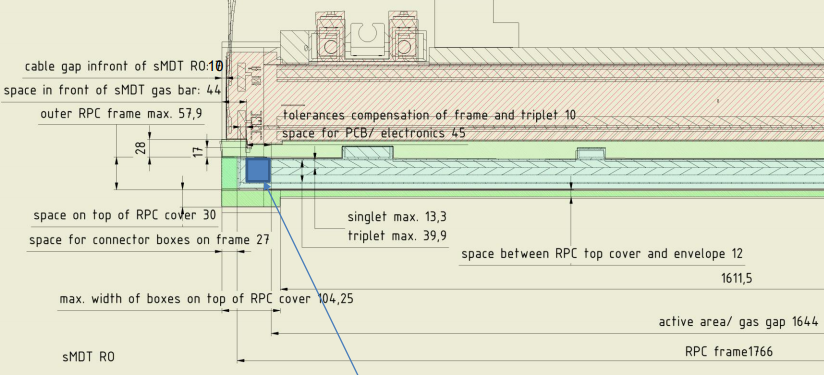 cable gap infront of sMDT RO:10
space in front of sMDT gas bar: 44
outer RPC frame max. 57,9
tolerances compensation of frame and triplet 10
space for PCB/ electronics 45
28
17
space on top of RPC cover 30
singlet max. 13,3
triplet max. 39,9
space for connector boxes on frame 27
space between RPC top cover and envelope 12
1611,5
max. width of boxes on top of RPC cover 104,25
active area/ gas gap 1644
sMDT RO
RPC frame1766